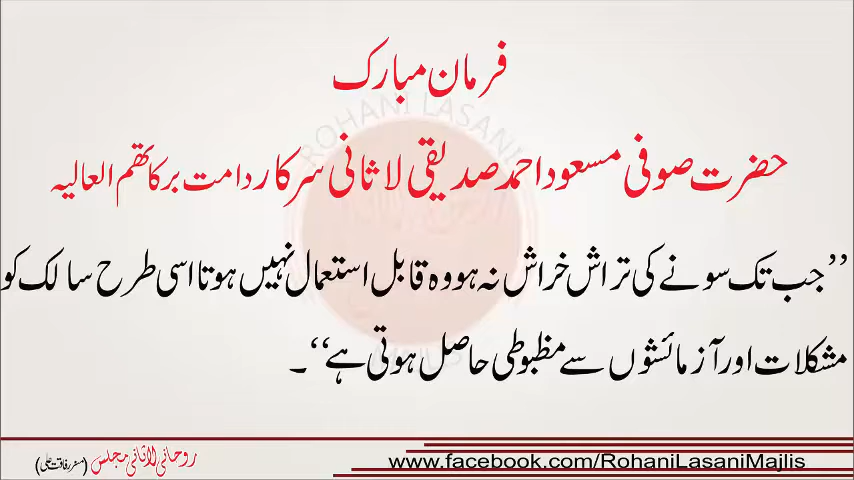 فرمان مبارک
حضرت صوفی مسعود احمد صدیقی لاثانی سرکار دامت برکاتھم العالیہ
’’جب تک سونے کی تراش خراش نہ ہو وہ قابل استعمال نہیں ہوتا اسی طرح سالک کو
مشکلات اور آزمائشوں سے مظبوطی حاصل ہوتی ہے‘‘۔
ROHANI LASANI
روحانی لاثانی مجلس
www.facebook.com/RohaniLasaniMajlis